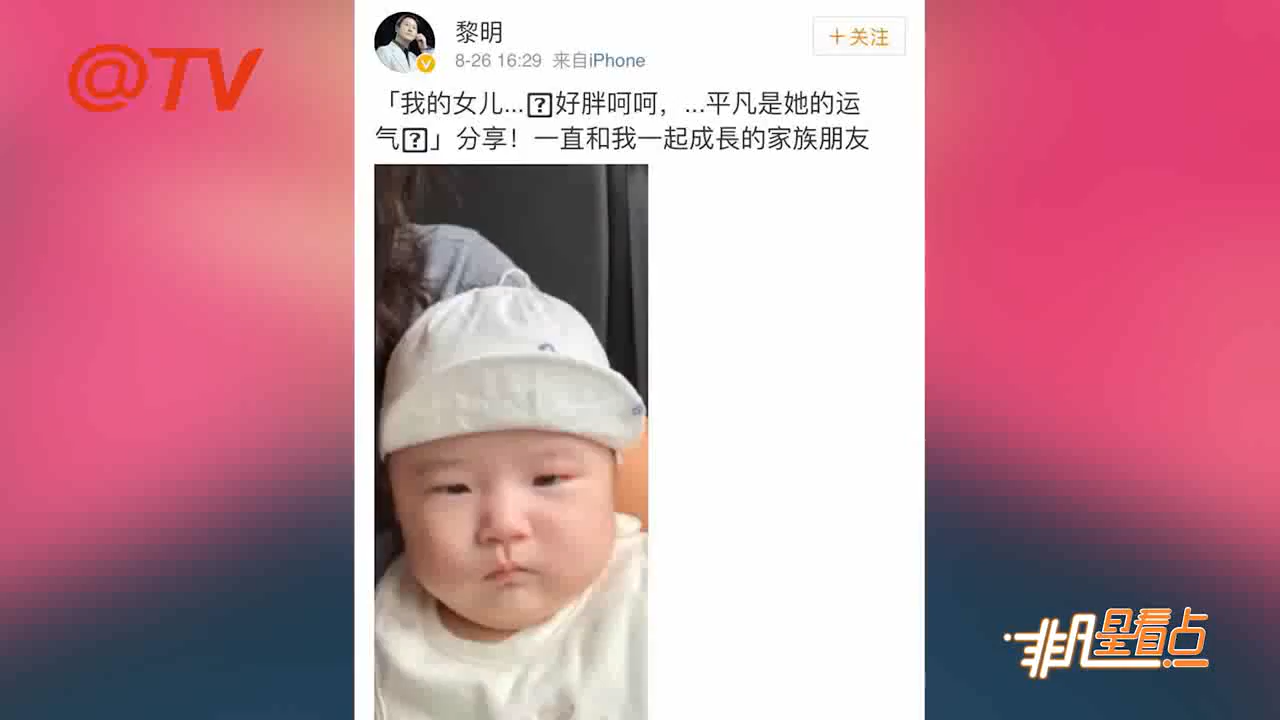 @TV
黎明
+关注
8-26 16:29 来自iPhone
「我的女儿...?好胖呵呵，...平凡是她的运
气?」分享！一直和我一起成長的家族朋友
非凡星看点